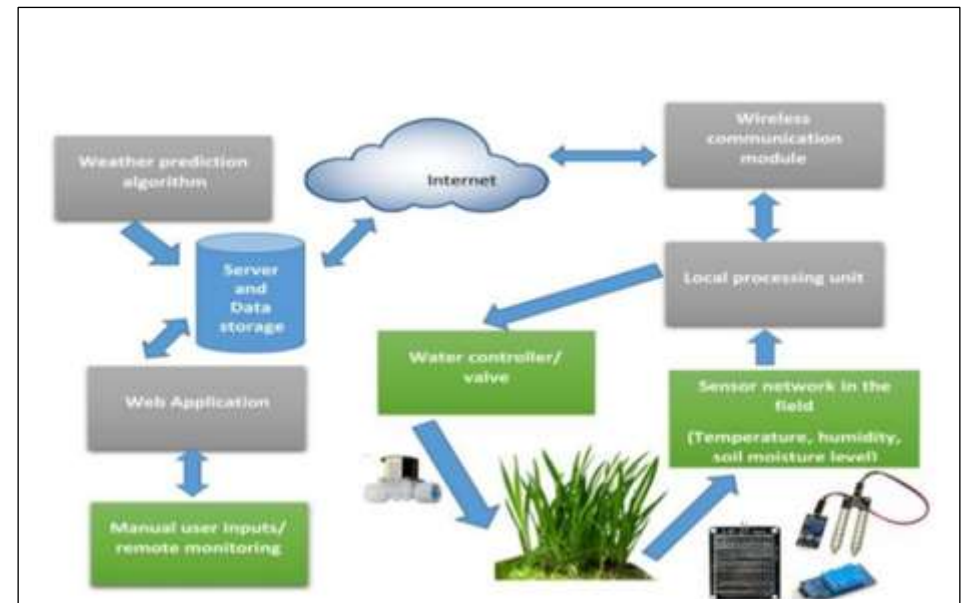 Weather prediction
algorithm
Internet
Wireless
communication
module
Server
and
Data
storage
Local processing unit
Water controller/
valve
Web Application
Sensor network in the
field
(Temperature, humidity,
soil moisture level)
Manual user inputs/
remote monitoring